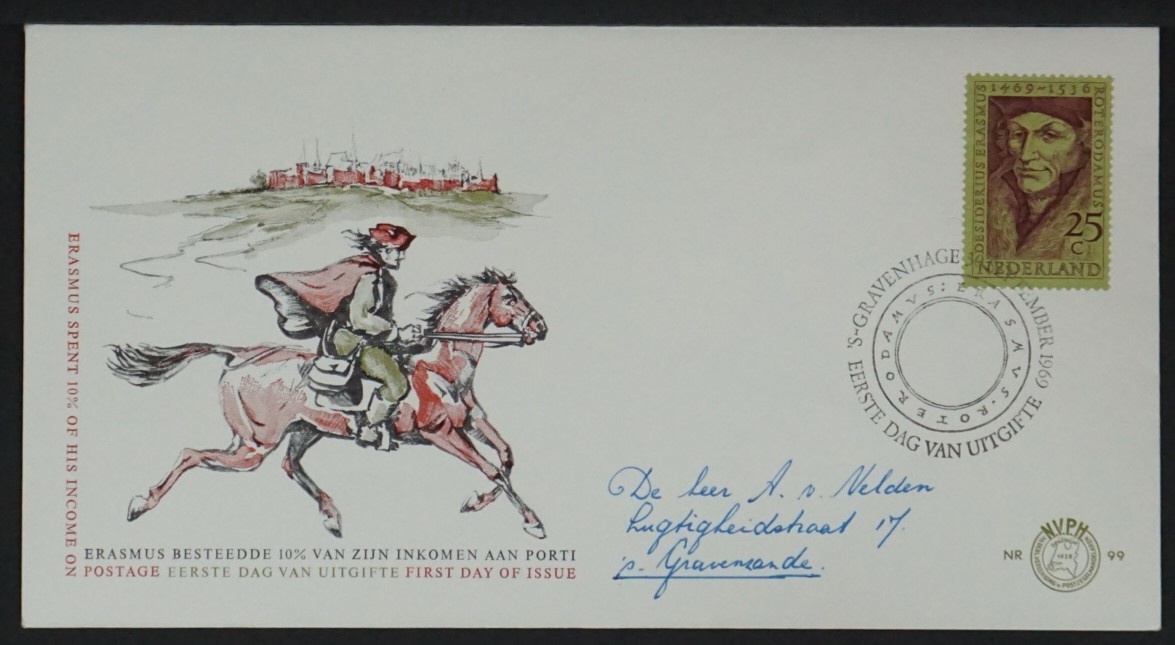 DESIDERIUS ERASMUS
1469-1536
ROTERODAMUS
25
C
NEDERLAND
'S-GRAVENHAGE
EMBER 1969
EERSTE DAG VAN UITGIFTE
ERASMVS:ROTERODAMVS:
ERASMUS SPENT 10% OF HIS INCOME ON
ERASMUS BESTEEDDE 10% VAN ZIJN INKOMEN AAN PORTI
POSTAGE EERSTE DAG VAN UITGIFTE FIRST DAY OF ISSUE
De heer A. v. Velden
Lugtigheidstraat 17.
's-Gravenzande.
NR
NVPH
99